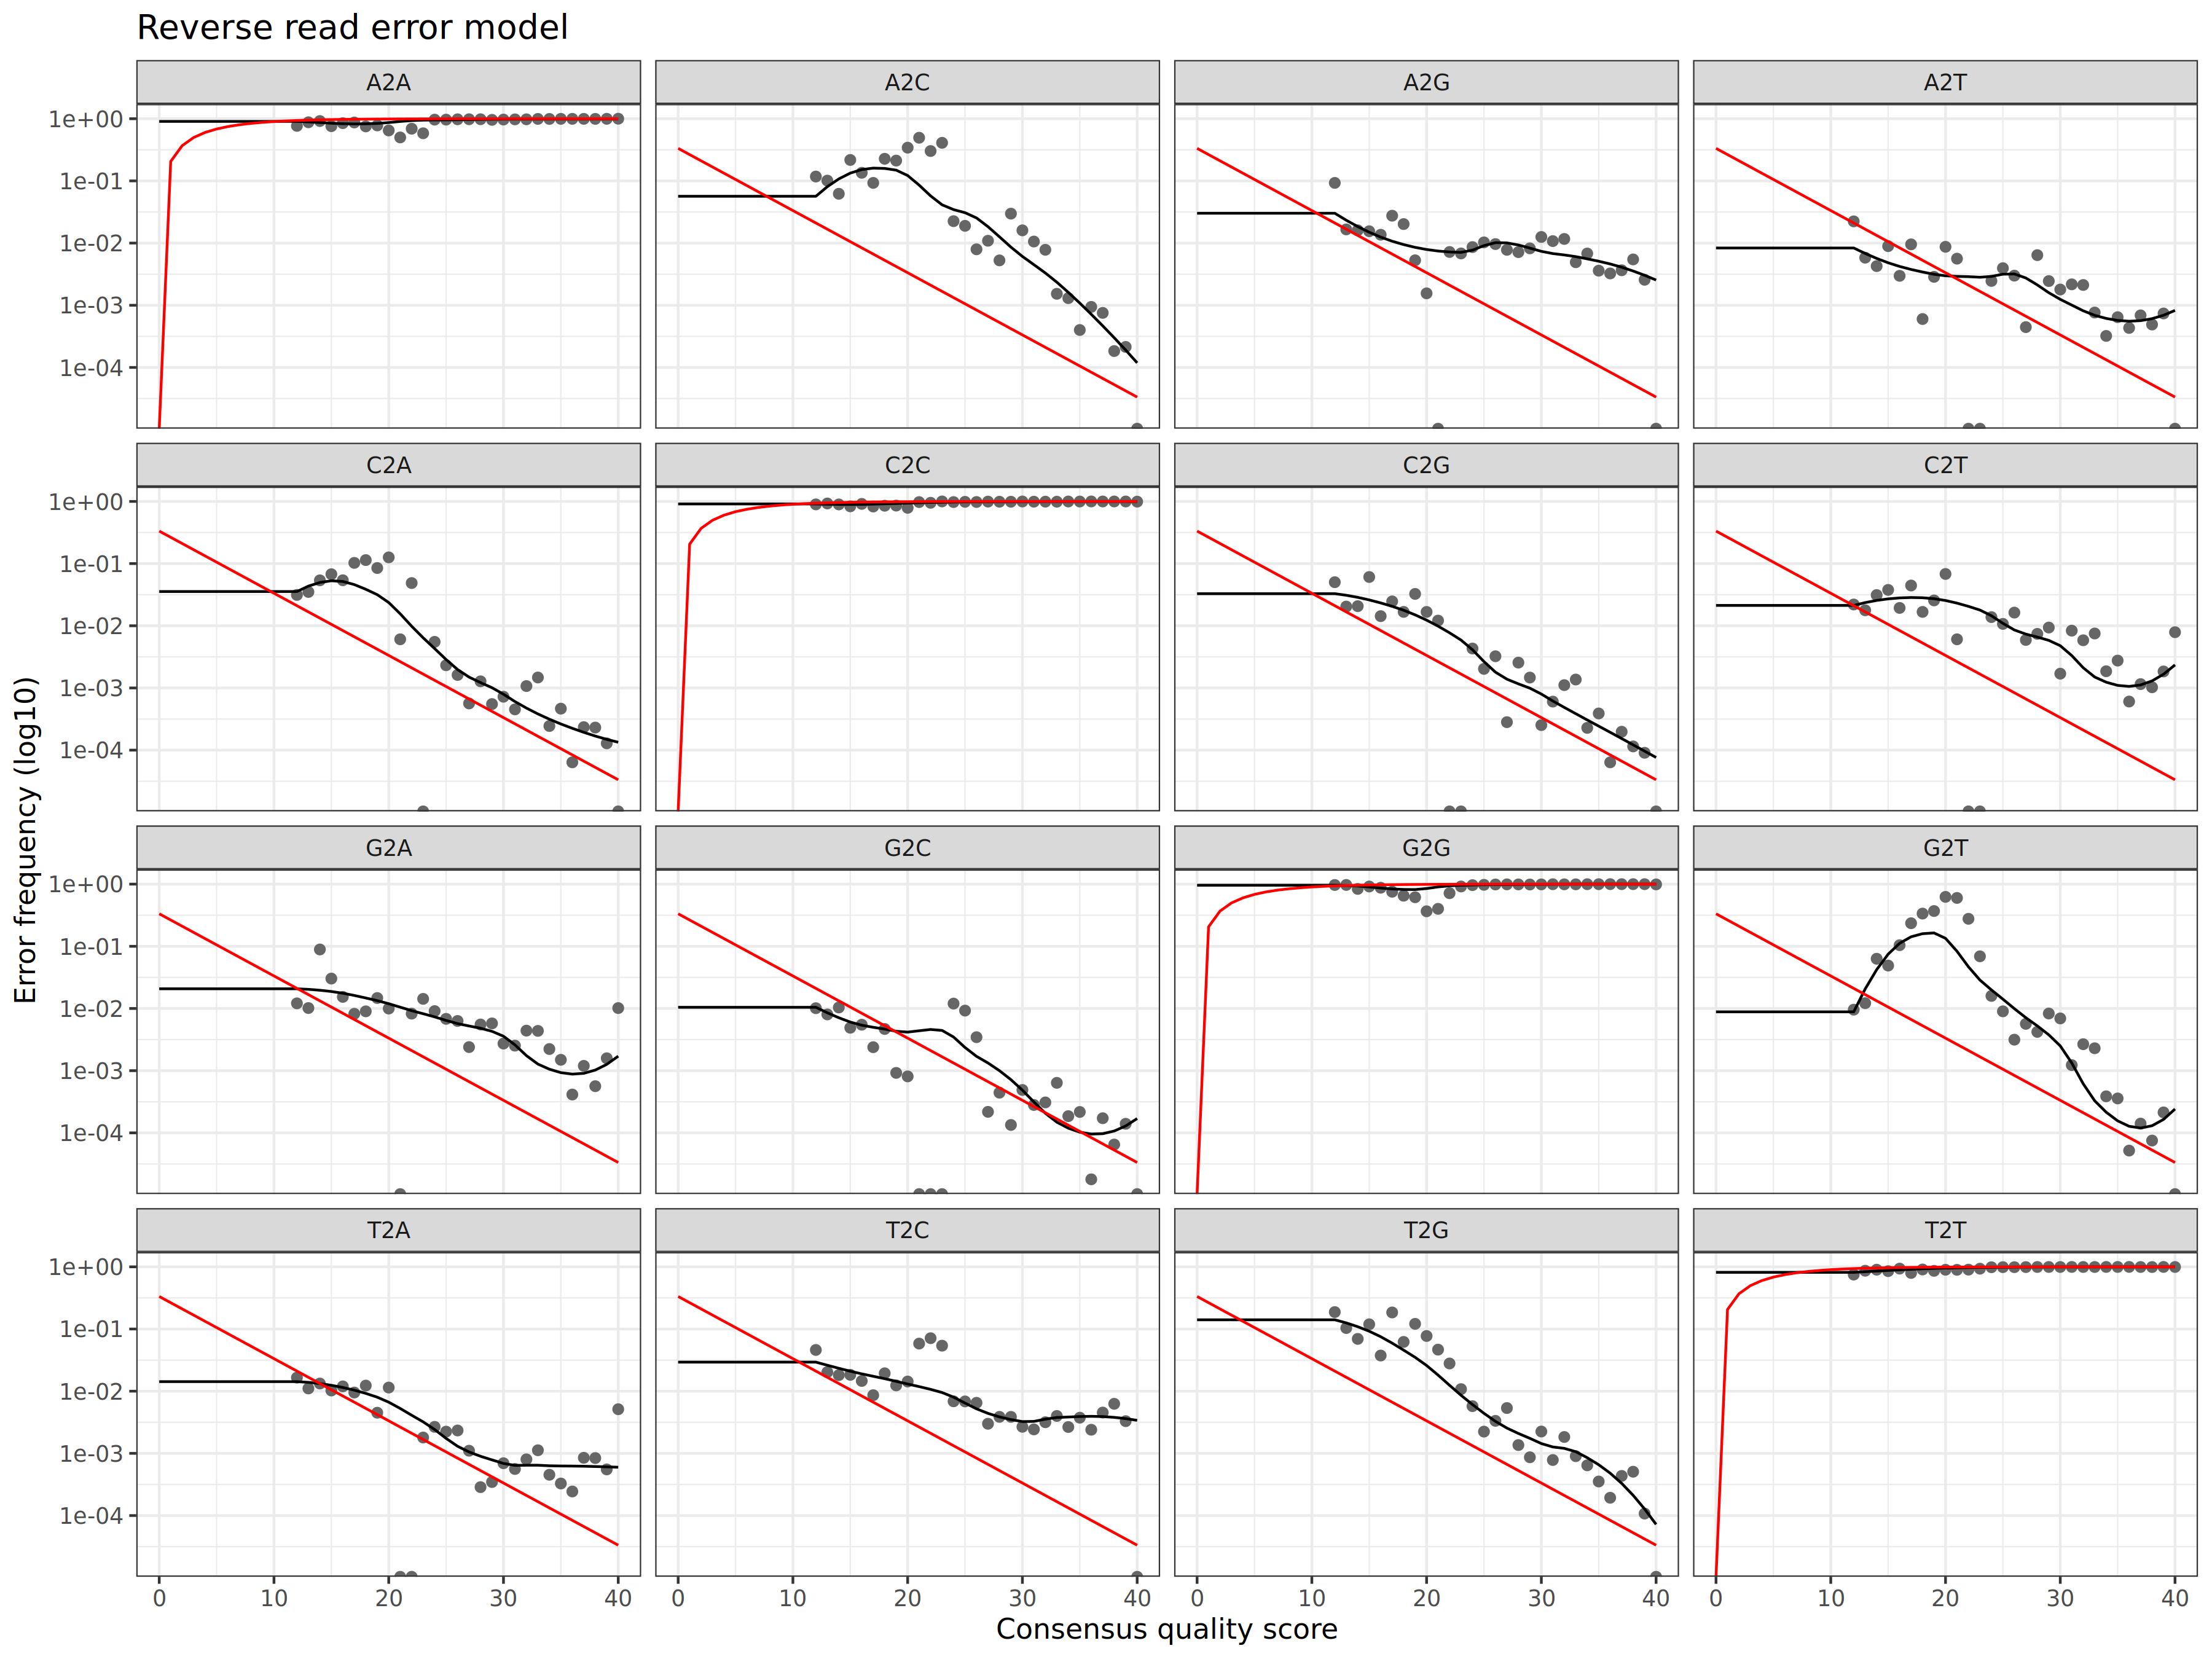 Reverse read error model
A2A A2C A2G A2T
1e+00
1e-01
1e-02
1e-03
1e-04
C2A C2C C2G C2T
1e+00
1e-01
1e-02
1e-03
1e-04
Error frequency (log10)
G2A G2C G2G G2T
1e+00
1e-01
1e-02
1e-03
1e-04
T2A T2C T2G T2T
1e+00
1e-01
1e-02
1e-03
1e-04
0 10 20 30 40 0 10 20 30 40 0 10 20 30 40 0 10 20 30 40
Consensus quality score